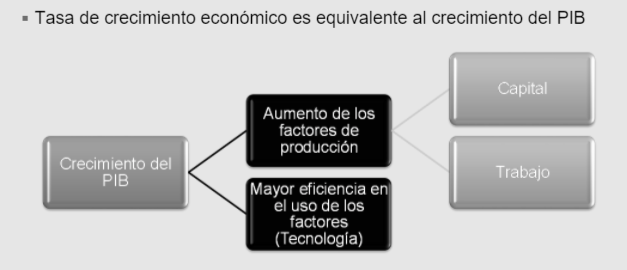 ▪ Tasa de crecimiento económico es equivalente al crecimiento del PIB
Crecimiento del
PIB
Aumento de los
factores de
producción
Mayor eficiencia en
el uso de los
factores
(Tecnología)
Capital
Trabajo